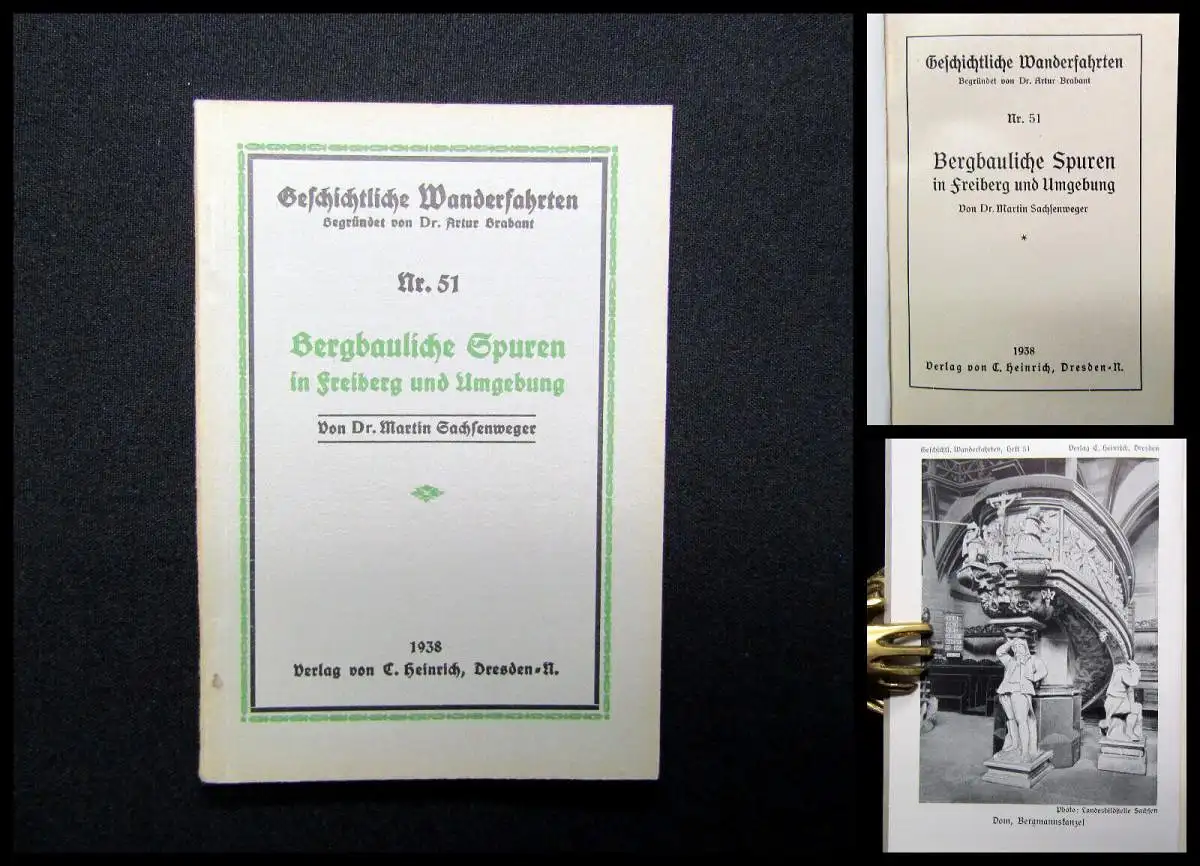 Geschichtliche Wanderfahrten
Begründet von Dr. Artur Brabant
Nr. 51
Bergbauliche Spuren
in Freiberg und Umgebung
Von Dr. Martin Sachsenweger
1938
Verlag von C. Heinrich, Dresden-N.
Geschichtliche Wanderfahrten
Begründet von Dr. Artur Brabant
Nr. 51
Bergbauliche Spuren
in Freiberg und Umgebung
Von Dr. Martin Sachsenweger
*
1938
Verlag von C. Heinrich, Dresden-N.
Geschichtl. Wanderfahrten, Heft 51 Verlag C. Heinrich, Dresden
Photo: Landesbildstelle Sachsen
Dom, Bergmannskanzel